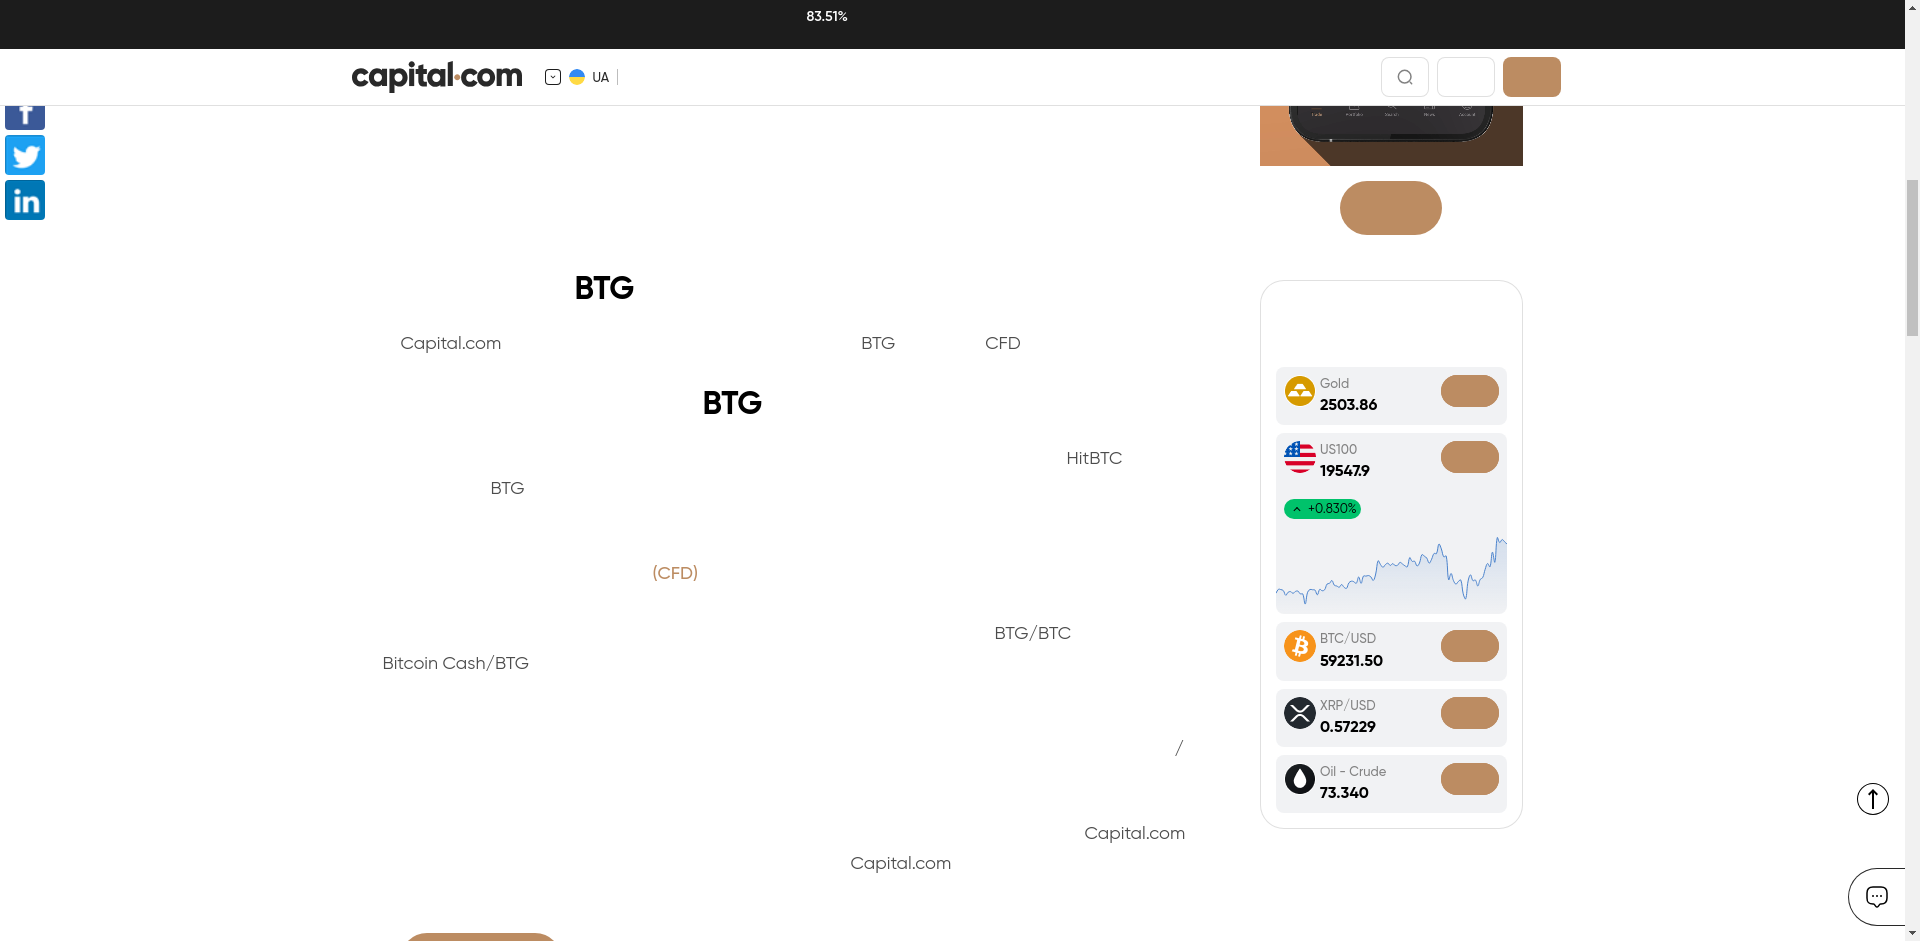 83.51%
capital.com
UA
BTG
Capital.com BTG CFD
BTG
HitBTC
BTG
(CFD)
BTG/BTC
Bitcoin Cash/BTG
/
Capital.com
Capital.com
Gold
2503.86
US100
19547.9
+0.830%
BTC/USD
59231.50
XRP/USD
0.57229
Oil - Crude
73.340